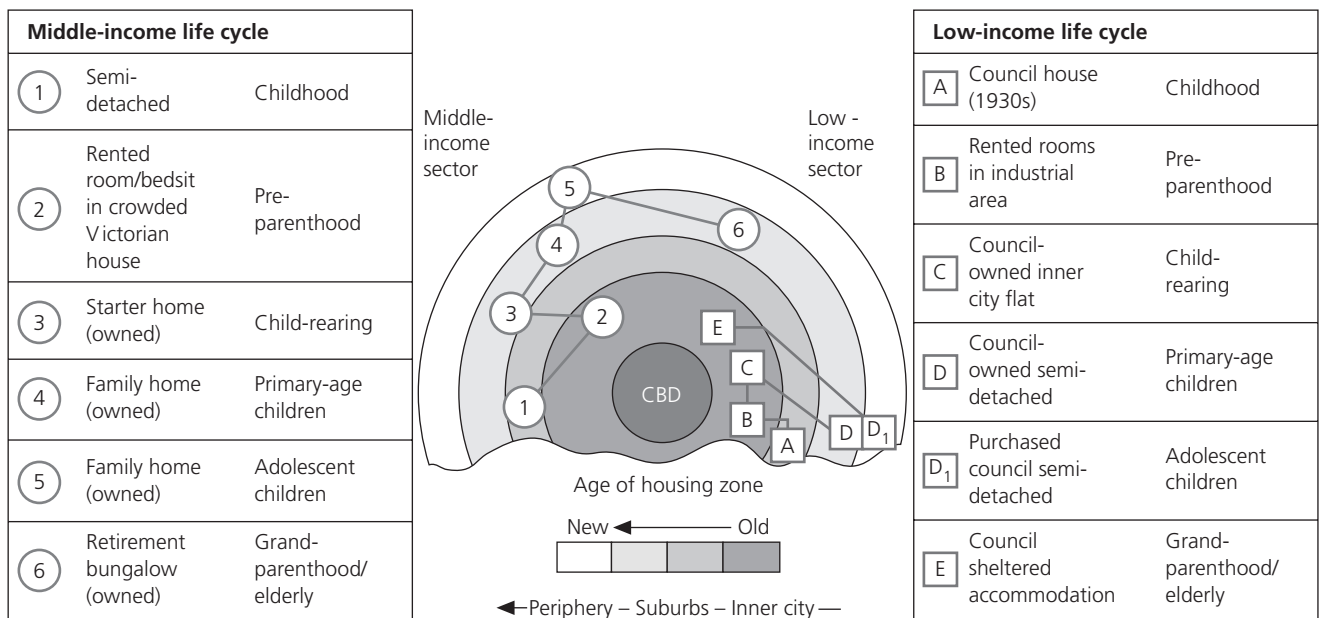 Middle-income life cycle
1
Semi-
detached
Childhood
2
Rented
room/bedsit
in crowded
Victorian
house
Pre-
parenthood
3
Starter home
(owned)
Child-rearing
4
Family home
(owned)
Primary-age
children
5
Family home
(owned)
Adolescent
children
6
Retirement
bungalow
(owned)
Grand-
parenthood/
elderly
Middle-
income
sector
Low -
income
sector
5
6
4
3
2
E
C
CBD
1
B
D
D1
A
Age of housing zone
New
Old
Periphery – Suburbs – Inner city
Low-income life cycle
A
Council house
(1930s)
Childhood
B
Rented rooms
in industrial
area
Pre-
parenthood
C
Council-
owned inner
city flat
Child-
rearing
D
Council-
owned semi-
detached
Primary-age
children
D1
Purchased
council semi-
detached
Adolescent
children
E
Council
sheltered
accommodation
Grand-
parenthood/
elderly